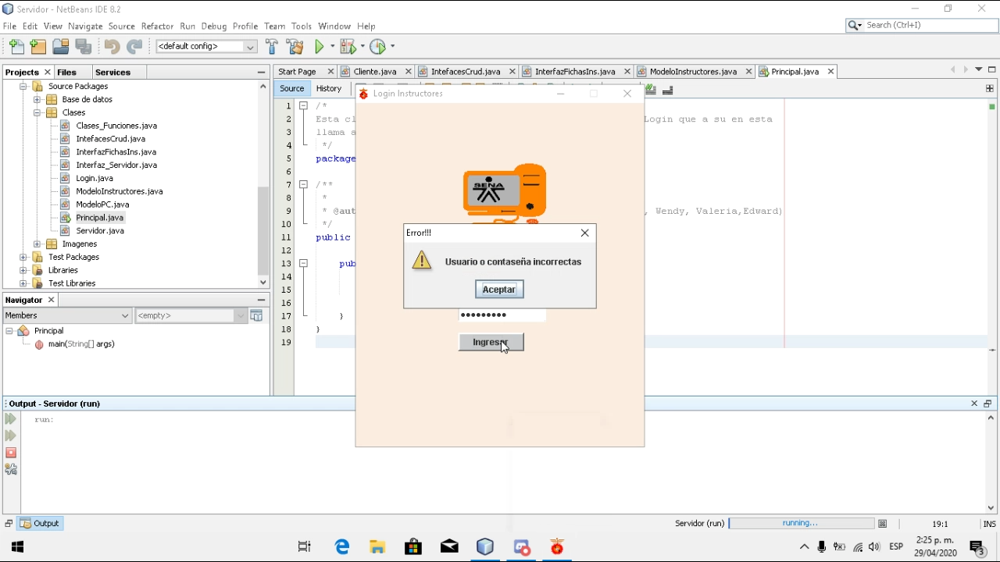 Servidor - NetBeans IDE 8.2
File Edit View Navigate Source Refactor Run Debug Profile Team Tools Window Help
Search (Ctrl+I)
<default config>
Projects Files Services
Start Page Cliente.java IntefacesCrud.java InterfazFichasIns.java ModeloInstructores.java Principal.java
Source Packages
Base de datos
Clases
Clases_Funciones.java
IntefacesCrud.java
InterfazFichasIns.java
Interfaz_Servidor.java
Login.java
ModeloInstructores.java
ModeloPC.java
Principal.java
Servidor.java
Imagenes
Test Packages
Libraries
Test Libraries
Navigator
Members <empty>
Principal
main(String[] args)
Source History
1 /*
2 Esta cl Login que a su en esta
3 llama a
4 */
5 package
6
7 /**
8 *
9 * @aut , Wendy, Valeria,Edward)
10 */
11 public
12
13 pub
14
15
16
17 }
18 }
19
Login Instructores
SENA
Error!!!
Usuario o contaseña incorrectas
Aceptar
Ingresar
Output - Servidor (run)
run:
Output
Servidor (run) running... 19:1 INS
ESP
2:25 p. m.
29/04/2020
3